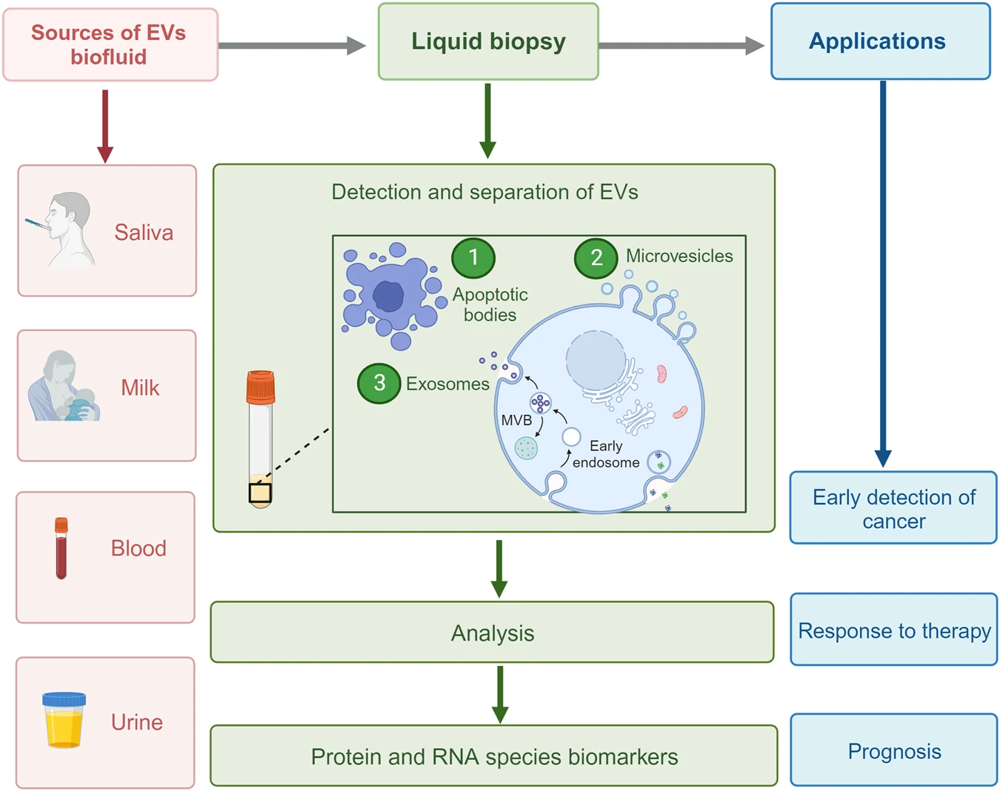 Sources of EVs
biofluid
Liquid biopsy
Applications
Saliva
Milk
Blood
Urine
Detection and separation of EVs
1
Apoptotic
bodies
2
Microvesicles
3
Exosomes
MVB
Early
endosome
Analysis
Protein and RNA species biomarkers
Early detection of
cancer
Response to therapy
Prognosis